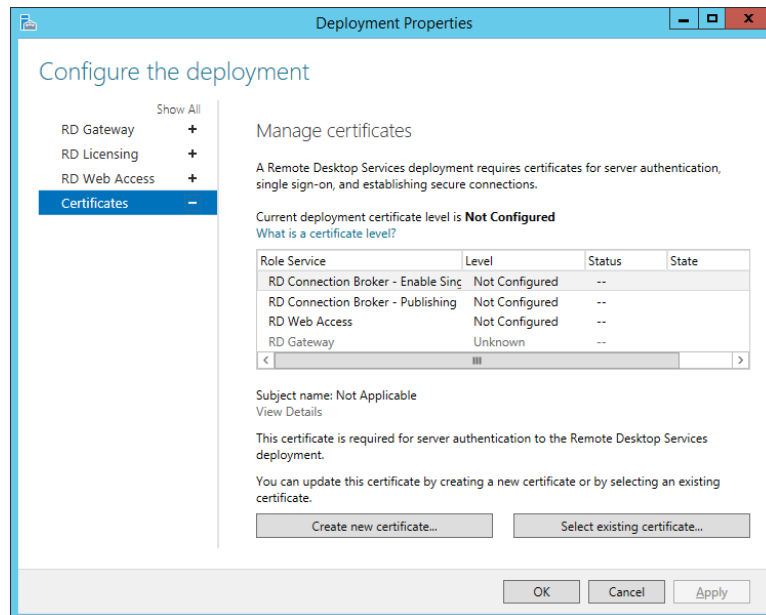 Deployment Properties
Configure the deployment
Show All
RD Gateway +
RD Licensing +
RD Web Access +
Certificates –
Manage certificates
A Remote Desktop Services deployment requires certificates for server authentication,
single sign-on, and establishing secure connections.
Current deployment certificate level is Not Configured
What is a certificate level?
Role Service Level Status State
RD Connection Broker - Enable Sing Not Configured --
RD Connection Broker - Publishing Not Configured --
RD Web Access Not Configured --
RD Gateway Unknown --
Subject name: Not Applicable
View Details
This certificate is required for server authentication to the Remote Desktop Services
deployment.
You can update this certificate by creating a new certificate or by selecting an existing
certificate.
Create new certificate... Select existing certificate...
OK Cancel Apply